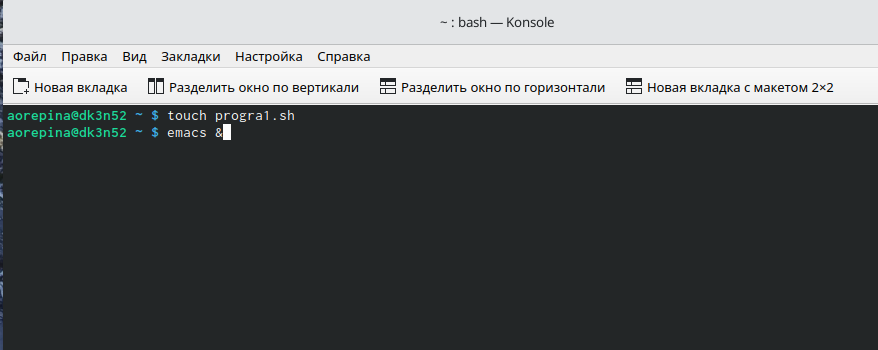 ~ : bash — Konsole
Файл Правка Вид Закладки Настройка Справка
Новая вкладка Разделить окно по вертикали Разделить окно по горизонтали Новая вкладка с макетом 2×2
aorepina@dk3n52 ~ $ touch progra1.sh
aorepina@dk3n52 ~ $ emacs &